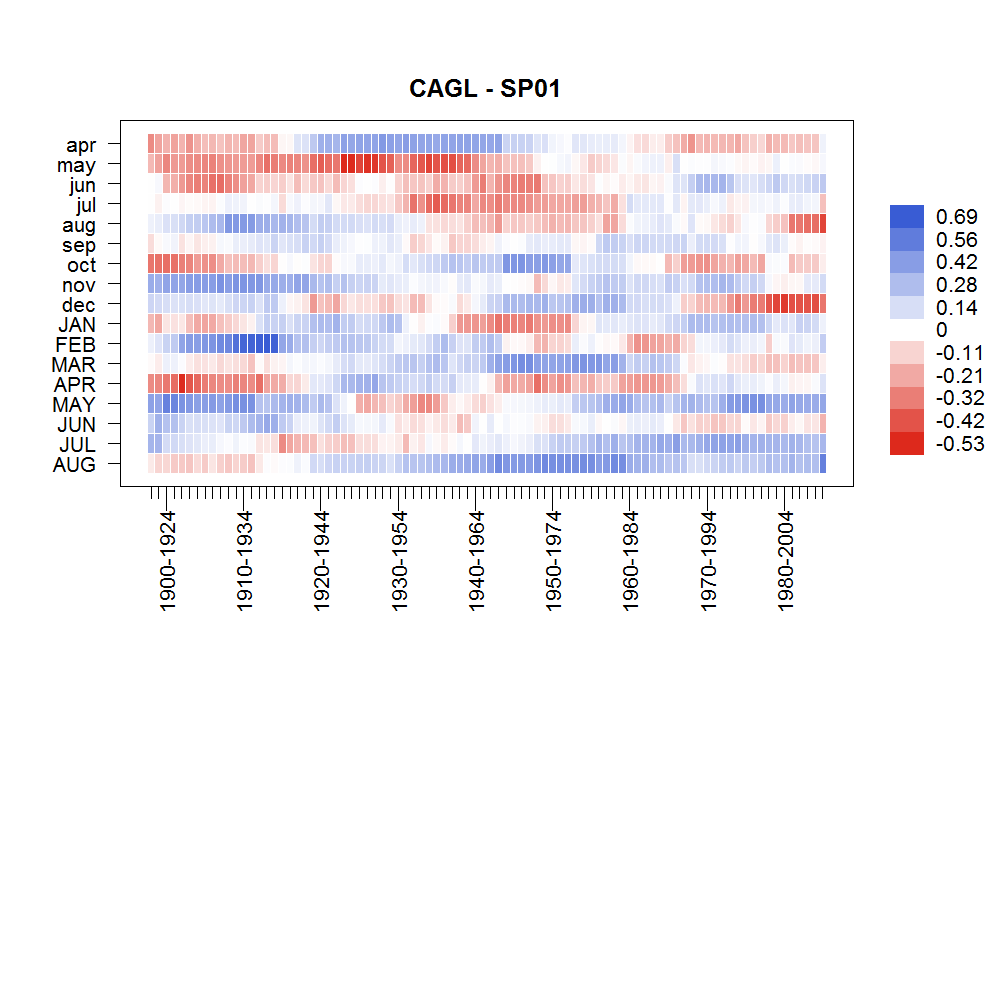 CAGL - SP01
apr
may
jun
jul
aug
sep
oct
nov
dec
JAN
FEB
MAR
APR
MAY
JUN
JUL
AUG
0.69
0.56
0.42
0.28
0.14
0
-0.11
-0.21
-0.32
-0.42
-0.53
1900-1924
1910-1934
1920-1944
1930-1954
1940-1964
1950-1974
1960-1984
1970-1994
1980-2004